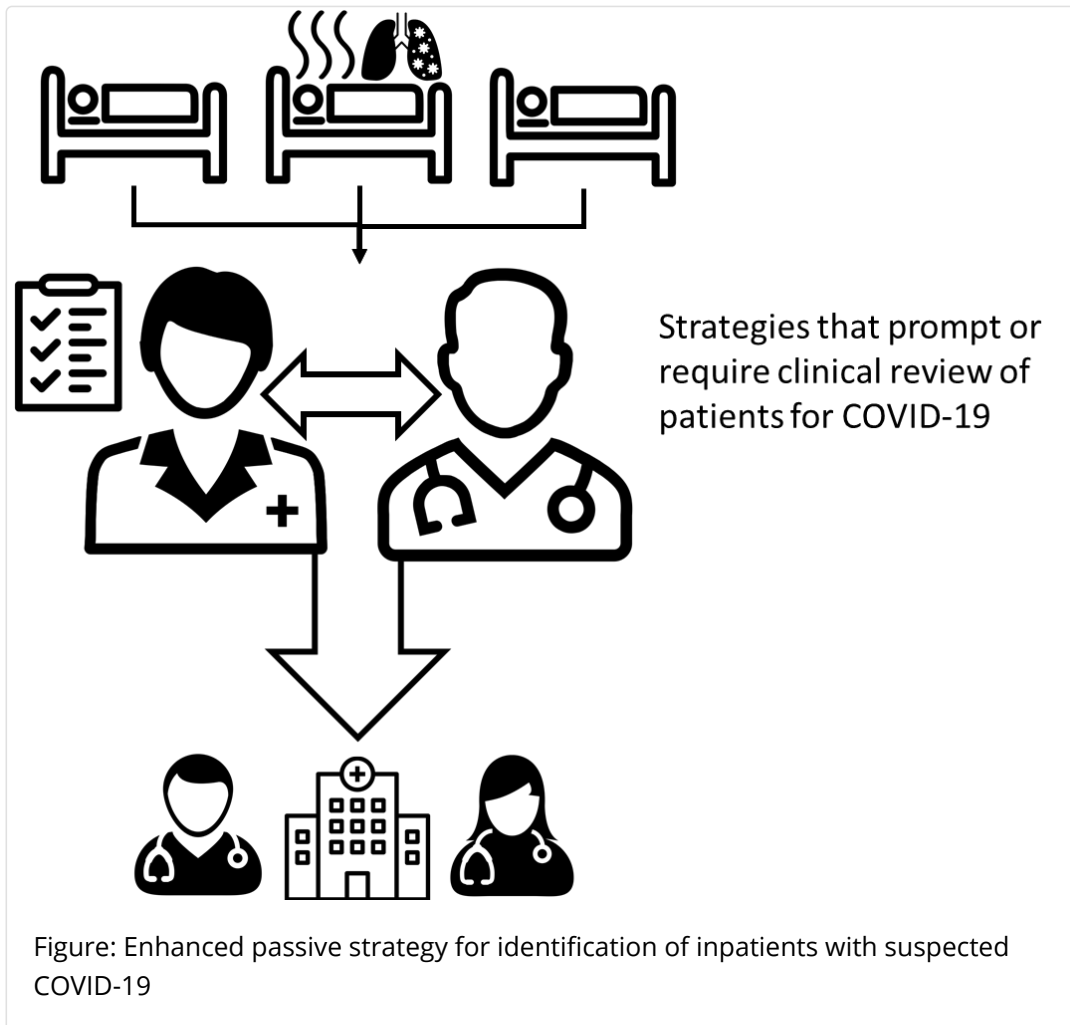 Strategies that prompt or
require clinical review of
patients for COVID-19
Figure: Enhanced passive strategy for identification of inpatients with suspected
COVID-19